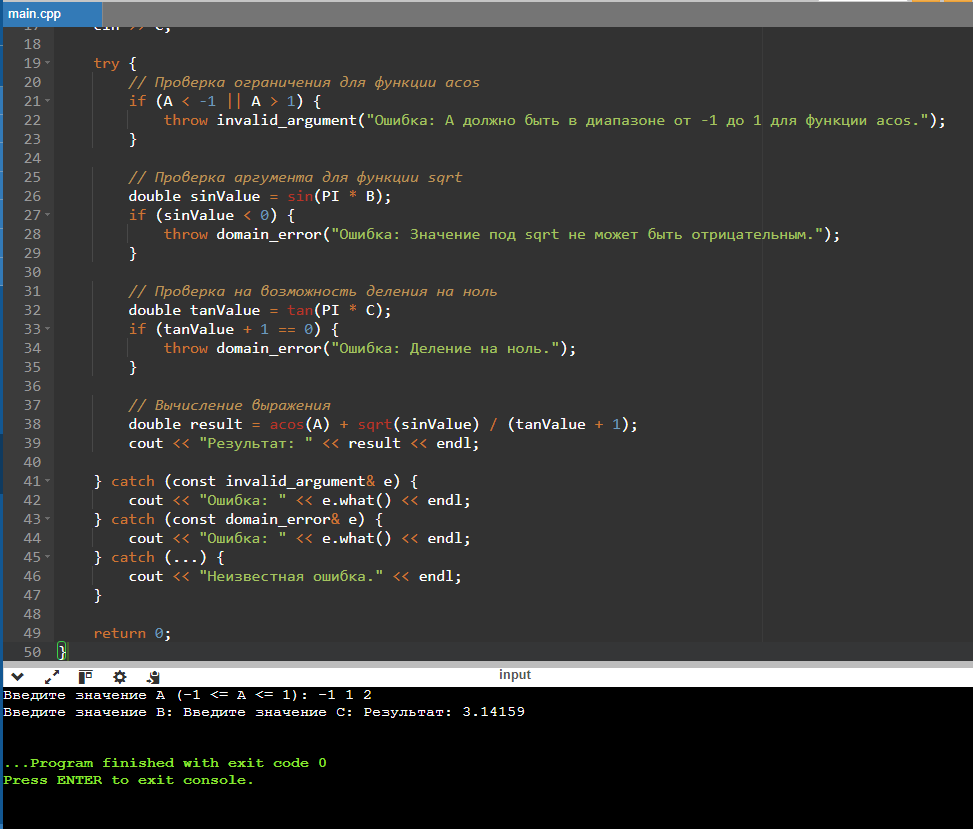 main.cpp
17 cin >> C;
18
19 try {
20 // Проверка ограничения для функции acos
21 if (A < -1 || A > 1) {
22 throw invalid_argument("Ошибка: A должно быть в диапазоне от -1 до 1 для функции acos.");
23 }
24
25 // Проверка аргумента для функции sqrt
26 double sinValue = sin(PI * B);
27 if (sinValue < 0) {
28 throw domain_error("Ошибка: Значение под sqrt не может быть отрицательным.");
29 }
30
31 // Проверка на возможность деления на ноль
32 double tanValue = tan(PI * C);
33 if (tanValue + 1 == 0) {
34 throw domain_error("Ошибка: Деление на ноль.");
35 }
36
37 // Вычисление выражения
38 double result = acos(A) + sqrt(sinValue) / (tanValue + 1);
39 cout << "Результат: " << result << endl;
40
41 } catch (const invalid_argument& e) {
42 cout << "Ошибка: " << e.what() << endl;
43 } catch (const domain_error& e) {
44 cout << "Ошибка: " << e.what() << endl;
45 } catch (...) {
46 cout << "Неизвестная ошибка." << endl;
47 }
48
49 return 0;
50 }
input
Введите значение A (-1 <= A <= 1): -1 1 2
Введите значение B: Введите значение C: Результат: 3.14159
...Program finished with exit code 0
Press ENTER to exit console.